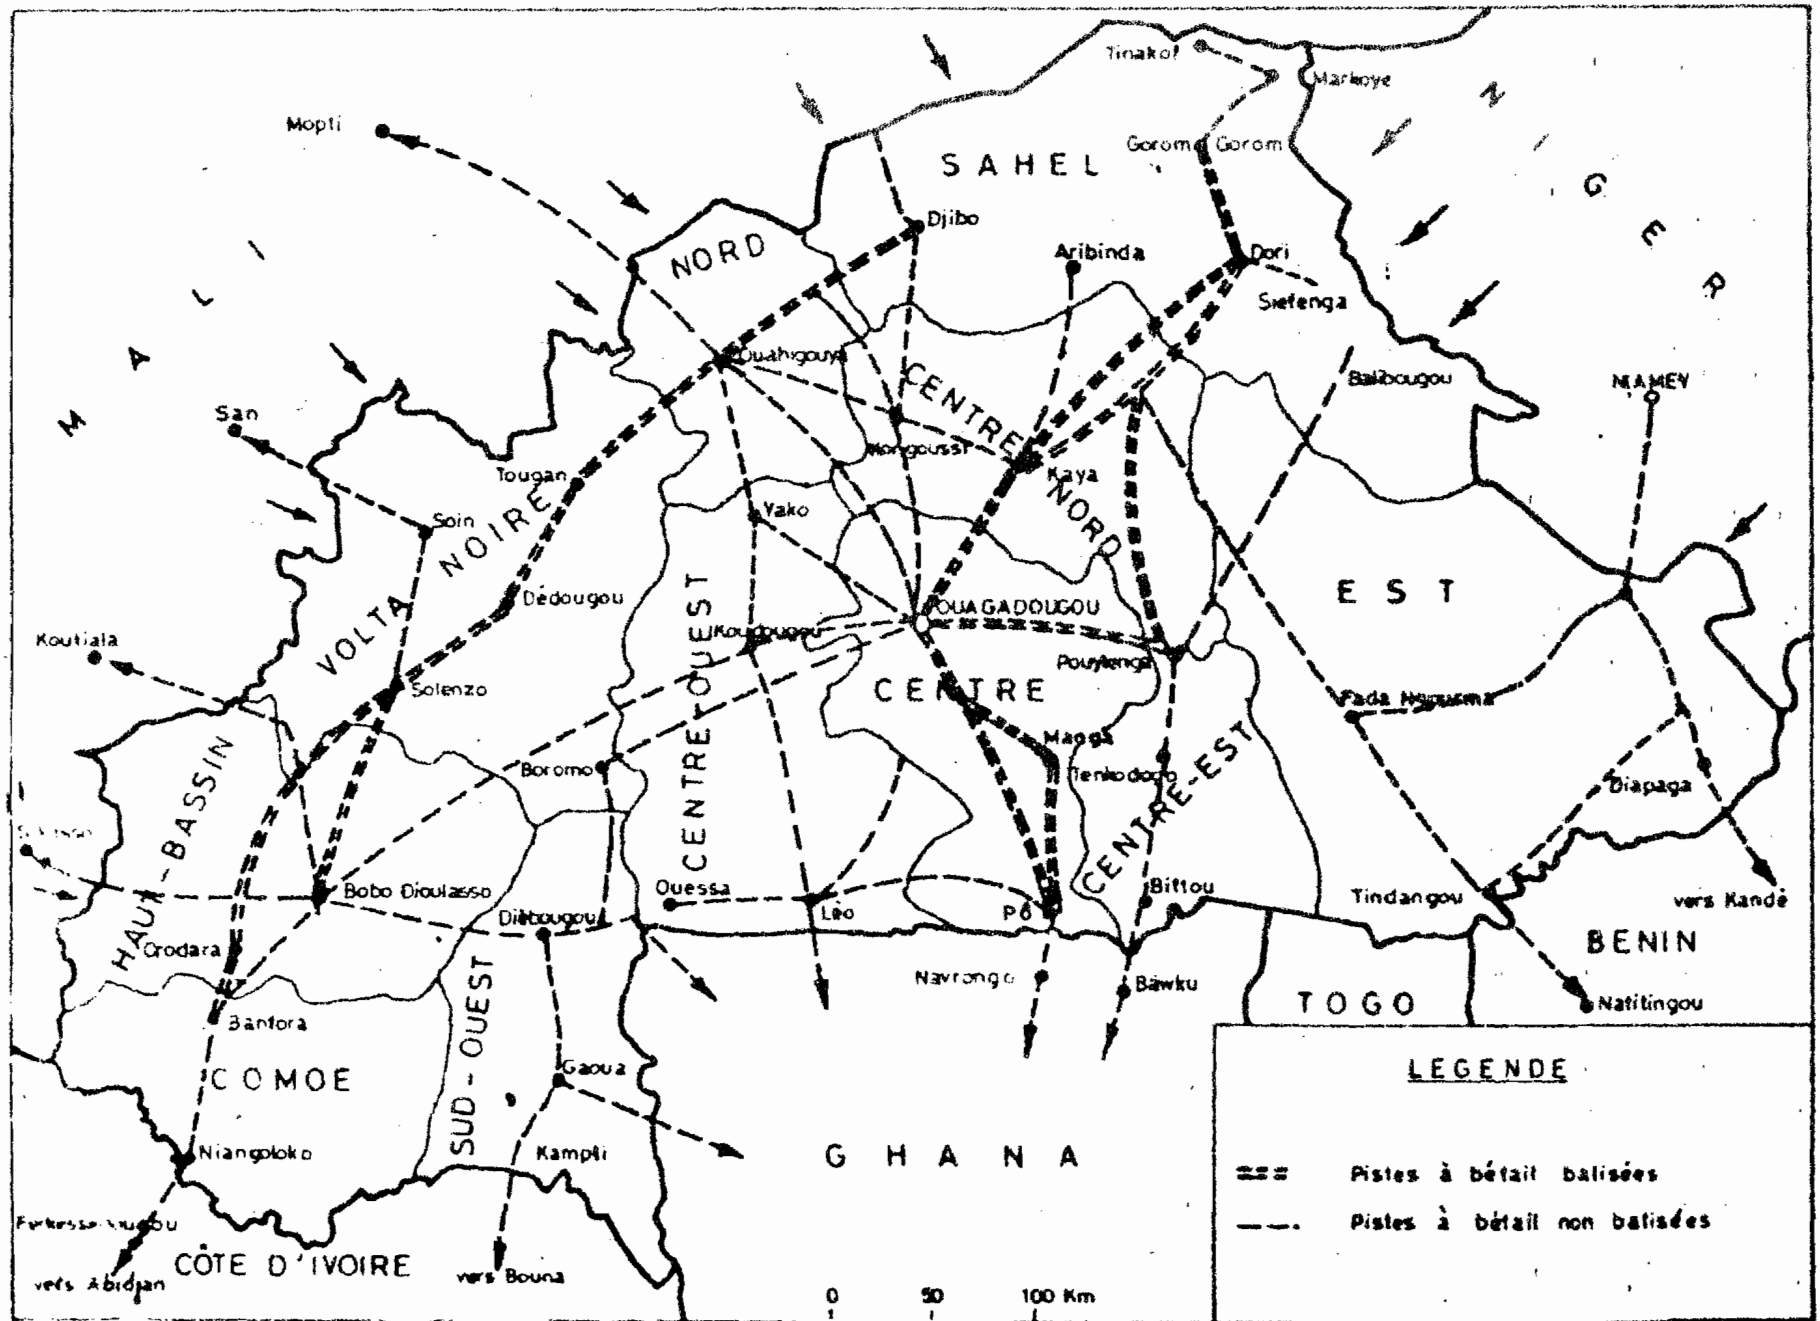 Tinakof
Markoye
NIGER
Mopti
Gorom Gorom
SAHEL
Djibo
NORD
Aribinda
Dori
Sietenga
MALI
Ouahigouya
CENTRE NORD
Balibougou
NIAMEY
San
Kongoussi
Kaya
Tougan
Yako
Soin
VOLTA NOIRE
Dédougou
OUAGADOUGOU
EST
Koudougou
Koutiala
Pouytenga
Solenzo
CENTRE
CENTRE-OUEST
Fada Ngourma
Manga
Boromo
Tenkodogo
CENTRE-EST
Diapaga
HAUT-BASSIN
Bobo Dioulasso
Ouessa
Léo
Pô
Bittou
Tindangou
vers Kandé
Diébougou
Orodara
BENIN
Navrongo
Bawku
TOGO
Natitingou
Banfora
SUD-OUEST
COMOE
Gaoua
LEGENDE
Niangoloko
Kampti
GHANA
Pistes à bétail balisées
Pistes à bétail non balisées
CÔTE D'IVOIRE
vers Abidjan
vers Bouna
0 50 100 Km